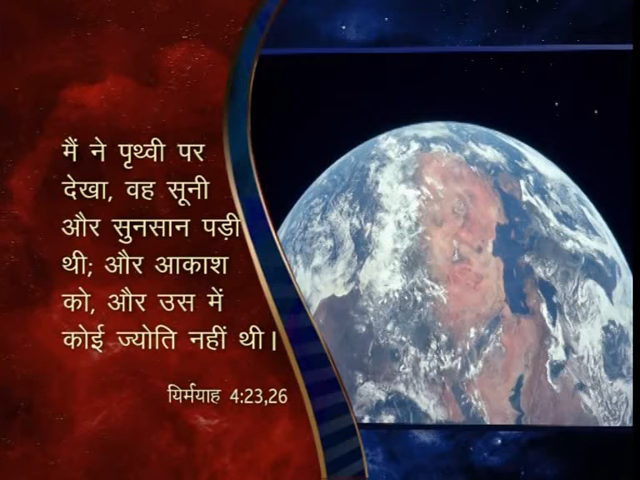 मैं ने पृथ्वी पर
देखा, वह सूनी
और सुनसान पड़ी
थी; और आकाश
को, और उस में
कोई ज्योति नहीं थी।
यिर्मयाह 4:23,26